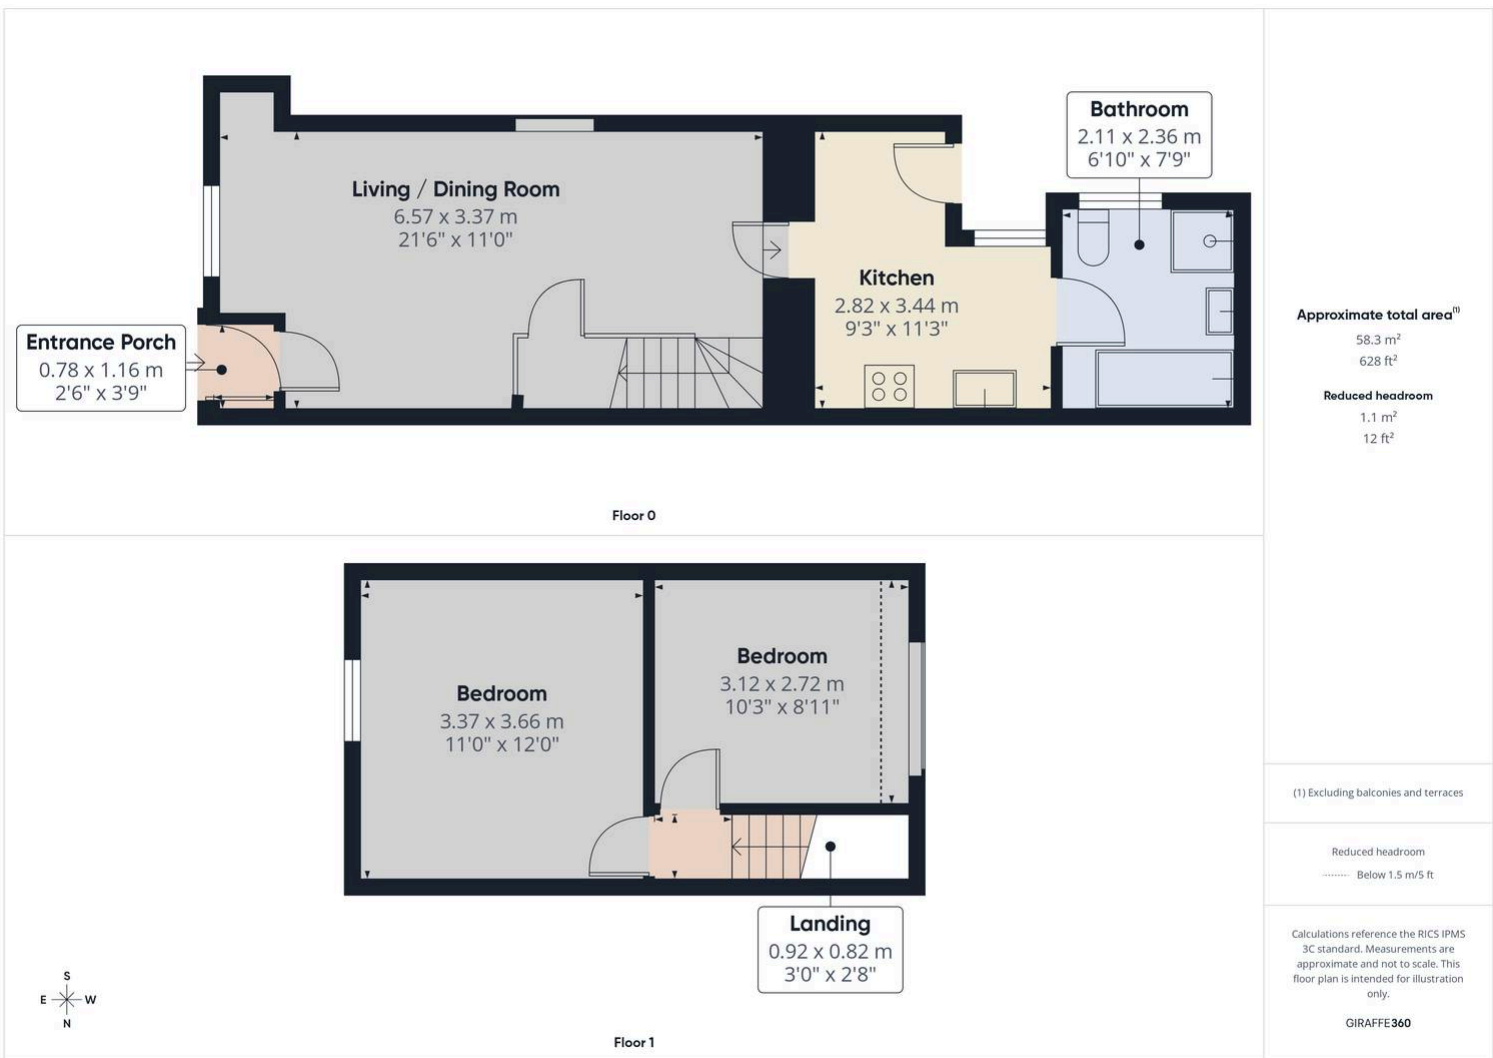 Bathroom
2.11 x 2.36 m
6'10" x 7'9"
Living / Dining Room
6.57 x 3.37 m
21'6" x 11'0"
Kitchen
2.82 x 3.44 m
9'3" x 11'3"
Entrance Porch
0.78 x 1.16 m
2'6" x 3'9"
Floor 0
Bedroom
3.37 x 3.66 m
11'0" x 12'0"
Bedroom
3.12 x 2.72 m
10'3" x 8'11"
Landing
0.92 x 0.82 m
3'0" x 2'8"
S
E W
N
Floor 1
Approximate total area(1)
58.3 m²
628 ft²
Reduced headroom
1.1 m²
12 ft²
(1) Excluding balconies and terraces
Reduced headroom
Below 1.5 m/5 ft
Calculations reference the RICS IPMS
3C standard. Measurements are
approximate and not to scale. This
floor plan is intended for illustration
only.
GIRAFFE360